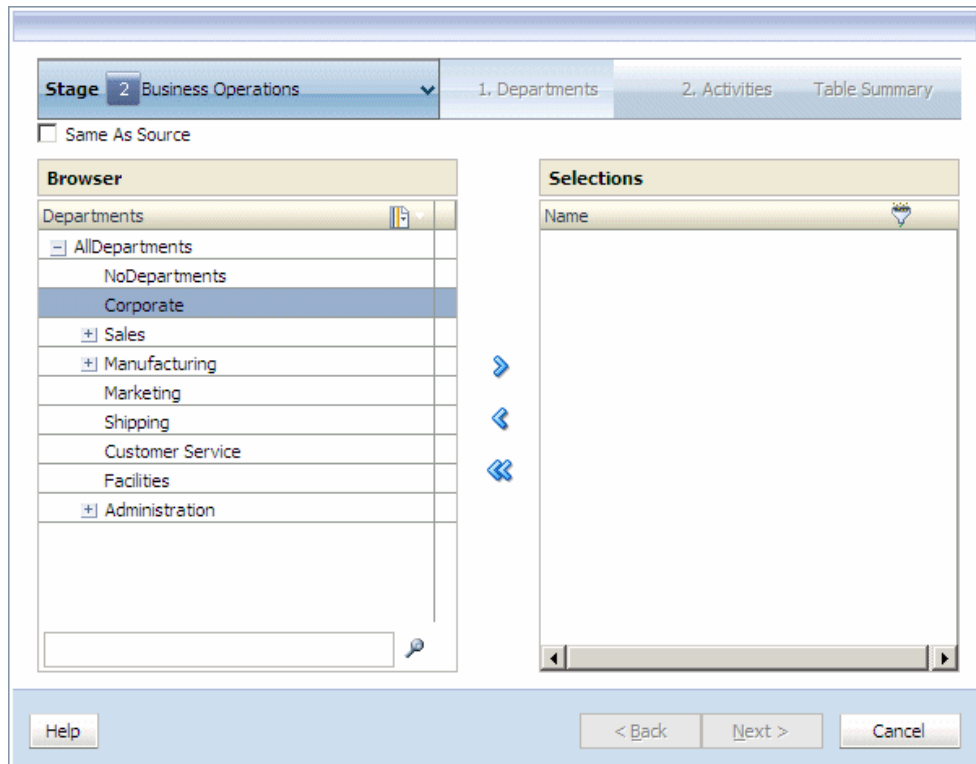 Stage 2 Business Operations 1. Departments 2. Activities Table Summary
Same As Source
Browser Selections
Departments Name
AllDepartments
NoDepartments
Corporate
Sales
Manufacturing
Marketing
Shipping
Customer Service
Facilities
Administration
Help < Back Next > Cancel